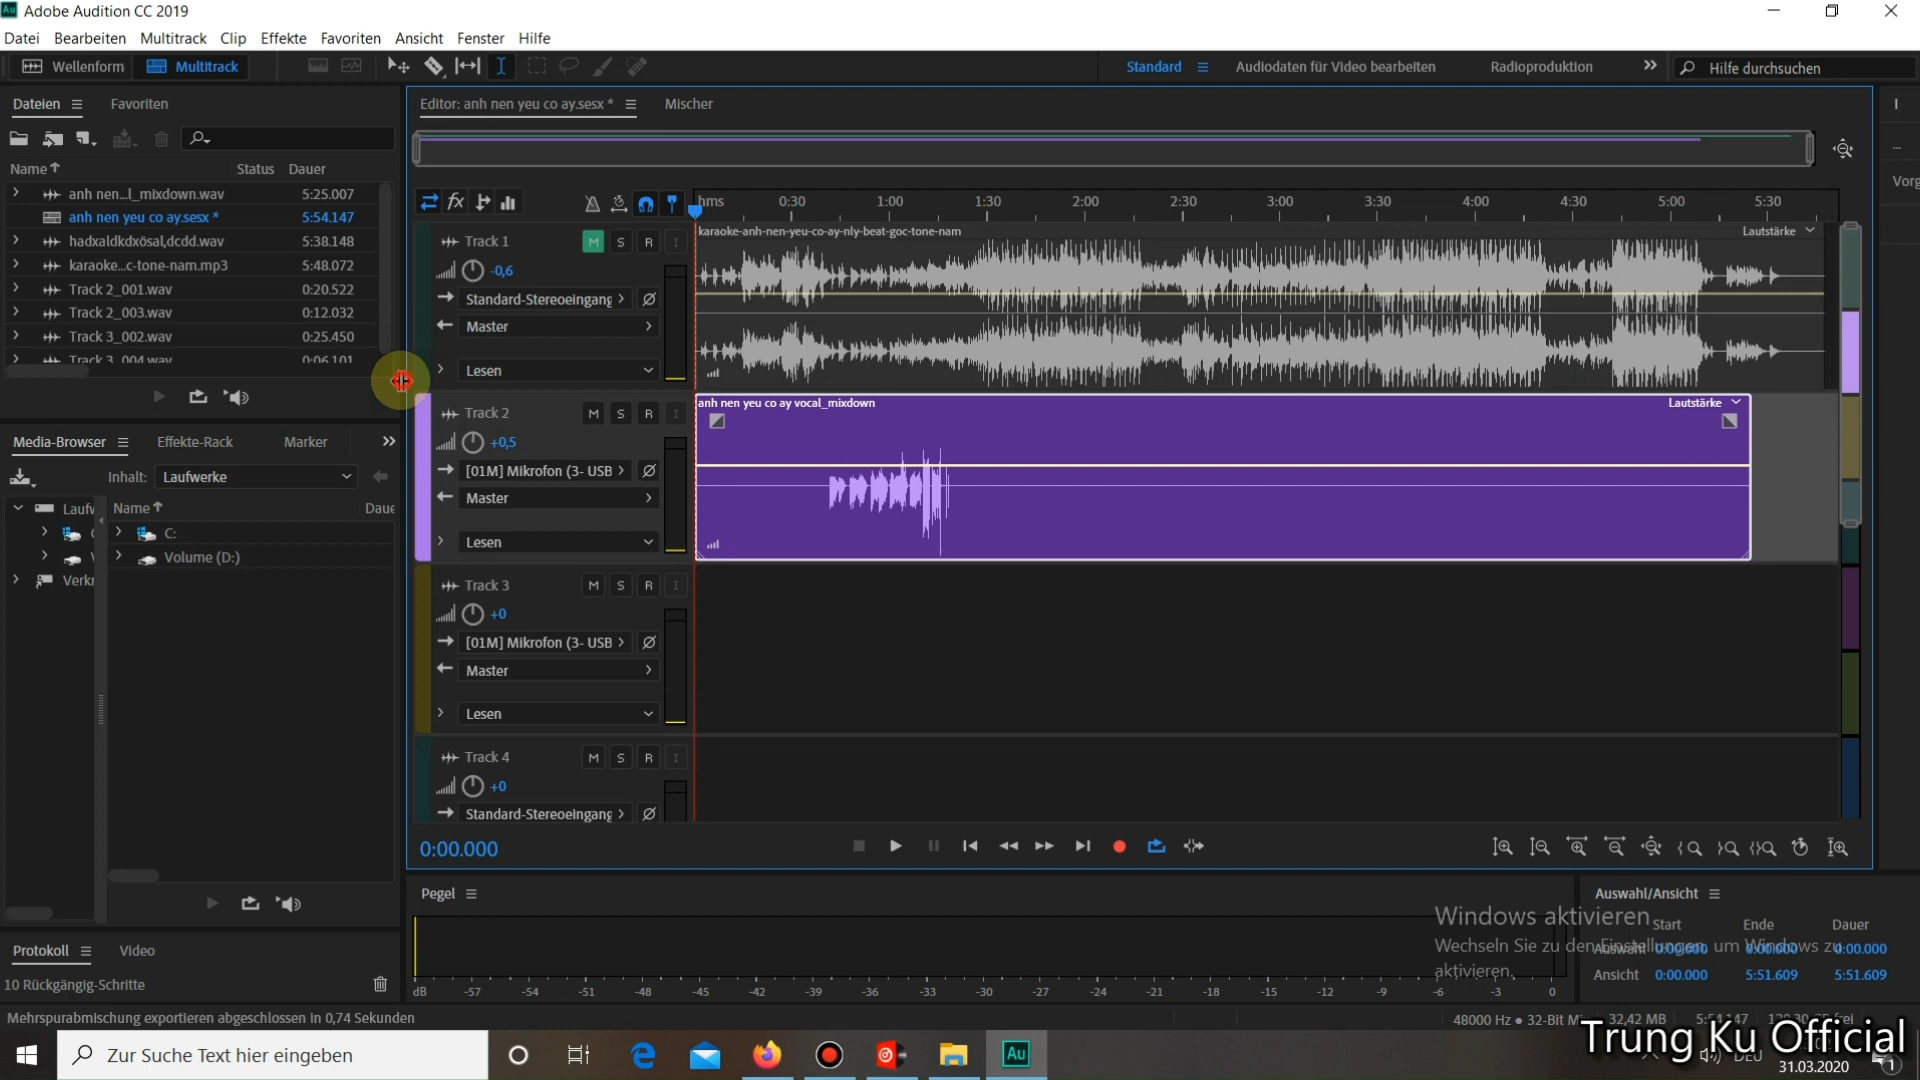 Adobe Audition CC 2019
Datei Bearbeiten Multitrack Clip Effekte Favoriten Ansicht Fenster Hilfe
Wellenform Multitrack Standard Audiodaten für Video bearbeiten Radioproduktion Hilfe durchsuchen
Dateien Favoriten
Editor: anh nen yeu co ay.sesx * Mischer
Name Status Dauer
anh nen...l_mixdown.wav 5:25.007
anh nen yeu co ay.sesx * 5:54.147
hadxaldkdxösal,dcdd.wav 5:38.148
karaoke...c-tone-nam.mp3 5:48.072
Track 2_001.wav 0:20.522
Track 2_003.wav 0:12.032
Track 3_002.wav 0:25.450
Track 3_004.wav 0:06.101
Vorg
hms 0:30 1:00 1:30 2:00 2:30 3:00 3:30 4:00 4:30 5:00 5:30
Track 1 M S R I
karaoke-anh-nen-yeu-co-ay-nly-beat-goc-tone-nam Lautstärke
-0,6
Standard-Stereoeingang
Master
Lesen
Track 2 M S R I
anh nen yeu co ay vocal_mixdown Lautstärke
+0,5
[01M] Mikrofon (3- USB
Master
Lesen
Track 3 M S R I
+0
[01M] Mikrofon (3- USB
Master
Lesen
Track 4 M S R I
+0
Standard-Stereoeingang
Media-Browser Effekte-Rack Marker
Inhalt: Laufwerke
Laufw Name Daue
C:
Volume (D:)
Verkn
0:00.000
Pegel
dB -57 -54 -51 -48 -45 -42 -39 -36 -33 -30 -27 -24 -21 -18 -15 -12 -9 -6 -3 0
Auswahl/Ansicht
Start Ende Dauer
Auswahl 0:00.000 0:00.000 0:00.000
Ansicht 0:00.000 5:51.609 5:51.609
Windows aktivieren
Wechseln Sie zu den Einstellungen, um Windows zu
aktivieren.
Protokoll Video
10 Rückgängig-Schritte
Mehrspurabmischung exportieren abgeschlossen in 0,74 Sekunden
48000 Hz ● 32-Bit 32,42 MB 5:54.147
Trung Ku Official
Zur Suche Text hier eingeben
Au
DEU
31.03.2020
1